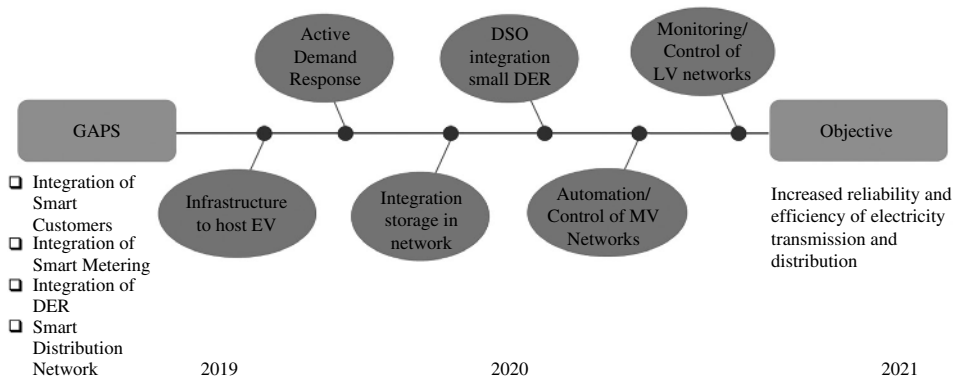 Active
Demand
Response
DSO
integration
small DER
Monitoring/
Control of
LV networks
GAPS
Objective
❑ Integration of
Smart
Customers
❑ Integration of
Smart Metering
❑ Integration of
DER
❑ Smart
Distribution
Network
Infrastructure
to host EV
Integration
storage in
network
Automation/
Control of MV
Networks
Increased reliability and
efficiency of electricity
transmission and
distribution
2019
2020
2021